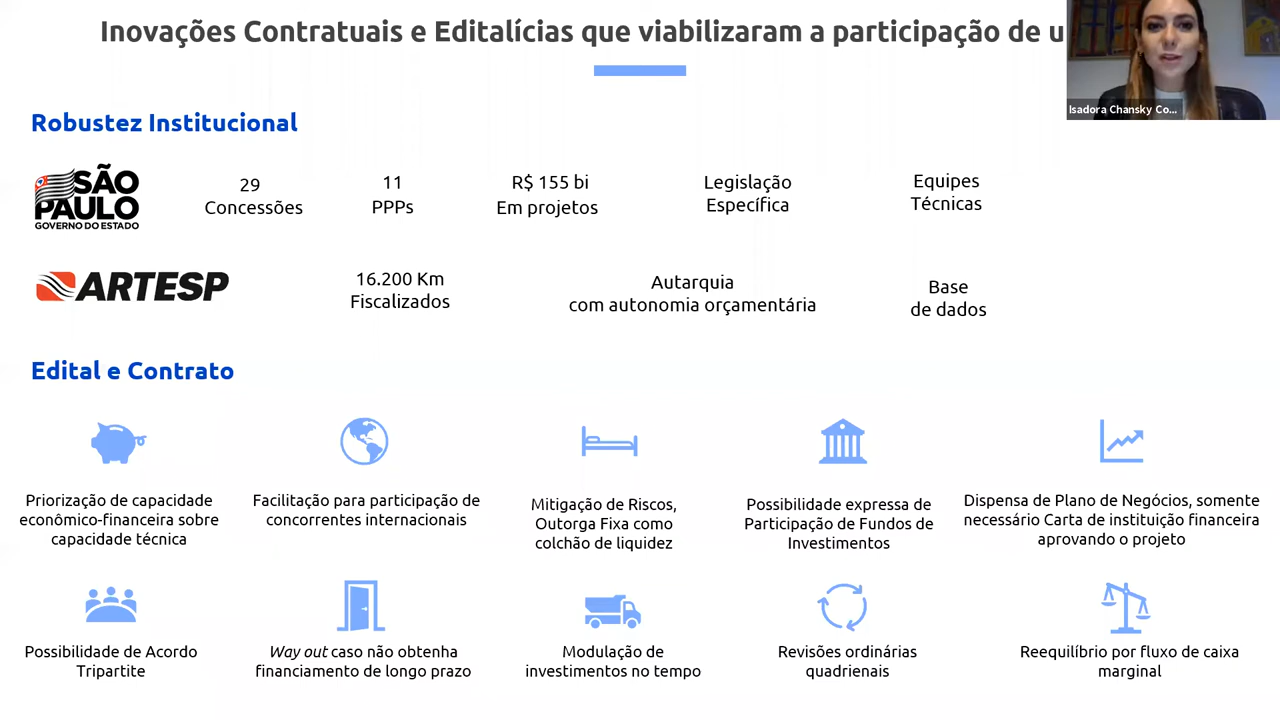 Inovações Contratuais e Editalícias que viabilizaram a participação de
Isadora Chansky Co...
Robustez Institucional
SÃO
PAULO
GOVERNO DO ESTADO
29
Concessões
11
PPPs
R$ 155 bi
Em projetos
Legislação
Específica
Equipes
Técnicas
ARTESP
16.200 Km
Fiscalizados
Autarquia
com autonomia orçamentária
Base
de dados
Edital e Contrato
Priorização de capacidade
econômico-financeira sobre
capacidade técnica
Facilitação para participação de
concorrentes internacionais
Mitigação de Riscos,
Outorga Fixa como
colchão de liquidez
Possibilidade expressa de
Participação de Fundos de
Investimentos
Dispensa de Plano de Negócios, somente
necessário Carta de instituição financeira
aprovando o projeto
Possibilidade de Acordo
Tripartite
Way out caso não obtenha
financiamento de longo prazo
Modulação de
investimentos no tempo
Revisões ordinárias
quadrienais
Reequilíbrio por fluxo de caixa
marginal